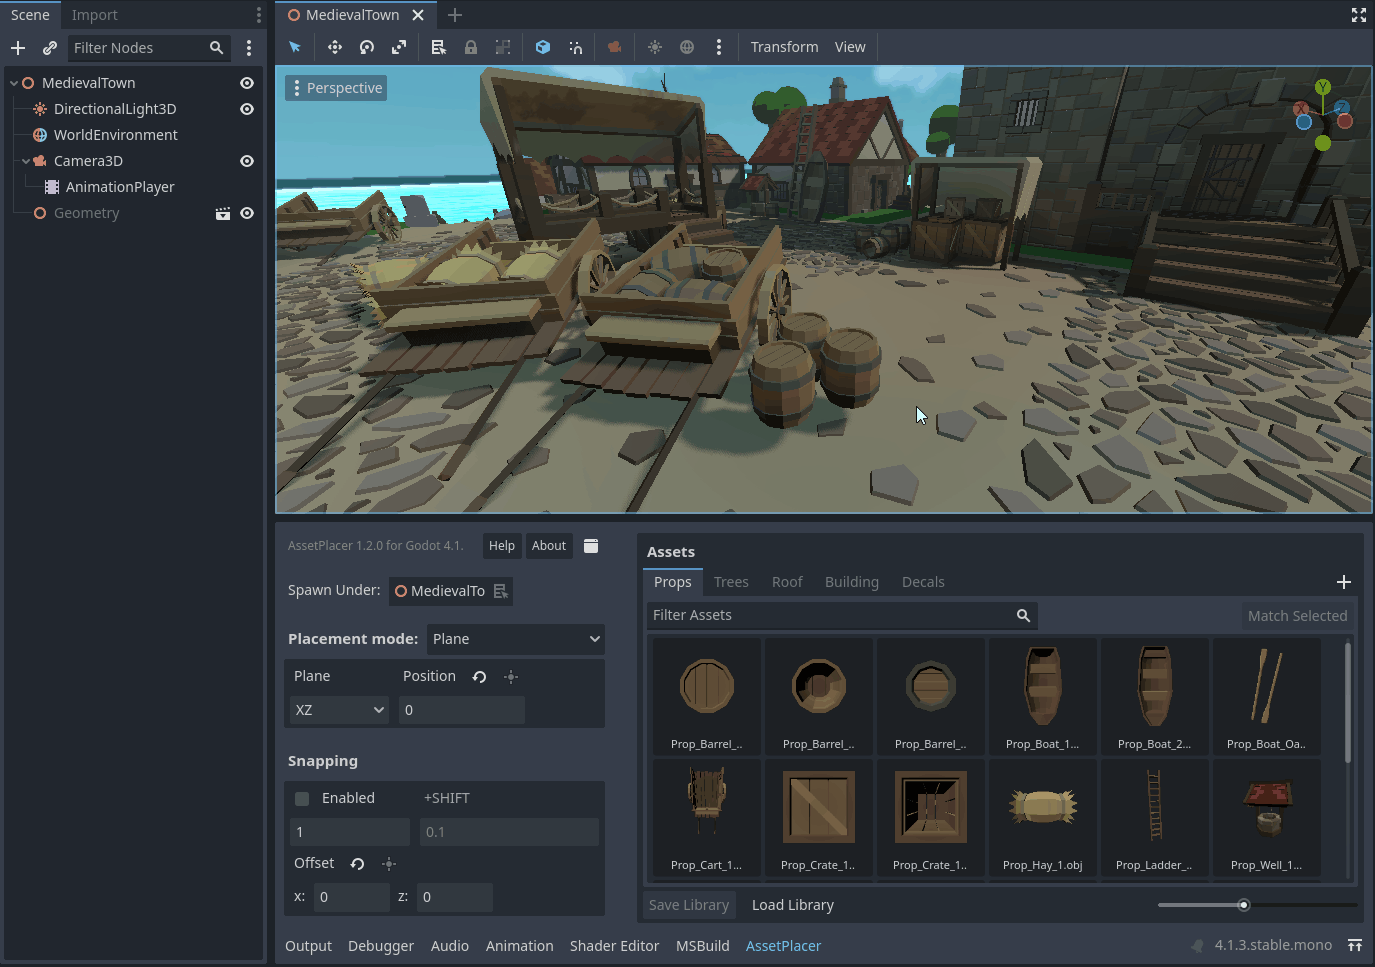 Scene Import
Filter Nodes
MedievalTown
DirectionalLight3D
WorldEnvironment
Camera3D
AnimationPlayer
Geometry
MedievalTown
Transform View
Perspective
Y
X
Z
AssetPlacer 1.2.0 for Godot 4.1. Help About
Spawn Under: MedievalTo
Placement mode: Plane
Plane Position
XZ 0
Snapping
Enabled +SHIFT
1 0.1
Offset
x: 0 z: 0
Assets
Props Trees Roof Building Decals
Filter Assets Match Selected
Prop_Barrel_.. Prop_Barrel_.. Prop_Barrel_.. Prop_Boat_1... Prop_Boat_2... Prop_Boat_Oa..
Prop_Cart_1... Prop_Crate_1.. Prop_Crate_1.. Prop_Hay_1.obj Prop_Ladder_.. Prop_Well_1...
Save Library Load Library
Output Debugger Audio Animation Shader Editor MSBuild AssetPlacer 4.1.3.stable.mono